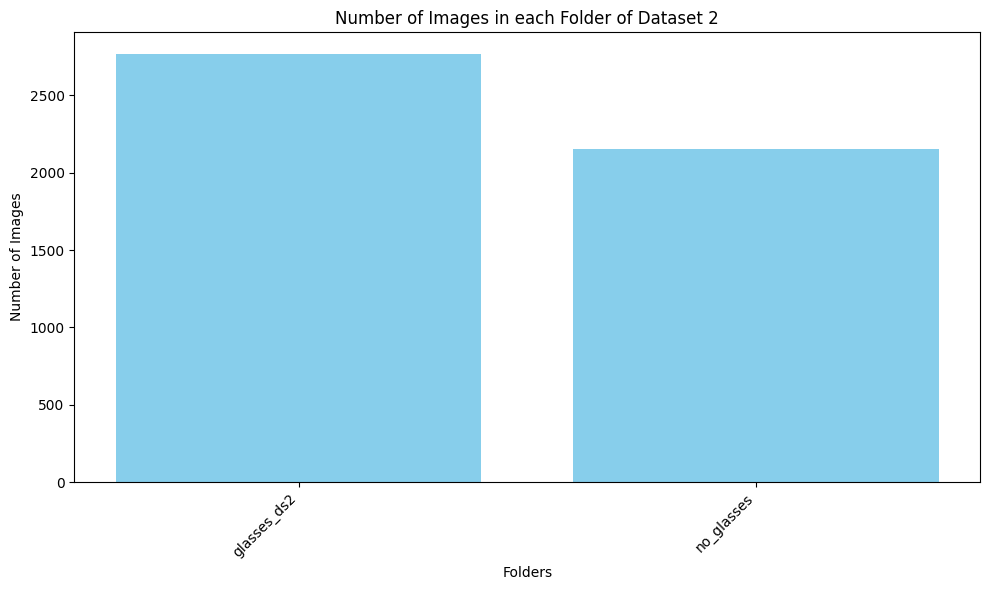 Number of Images in each Folder of Dataset 2
Number of Images
2500
2000
1500
1000
500
0
glasses_ds2
no_glasses
Folders